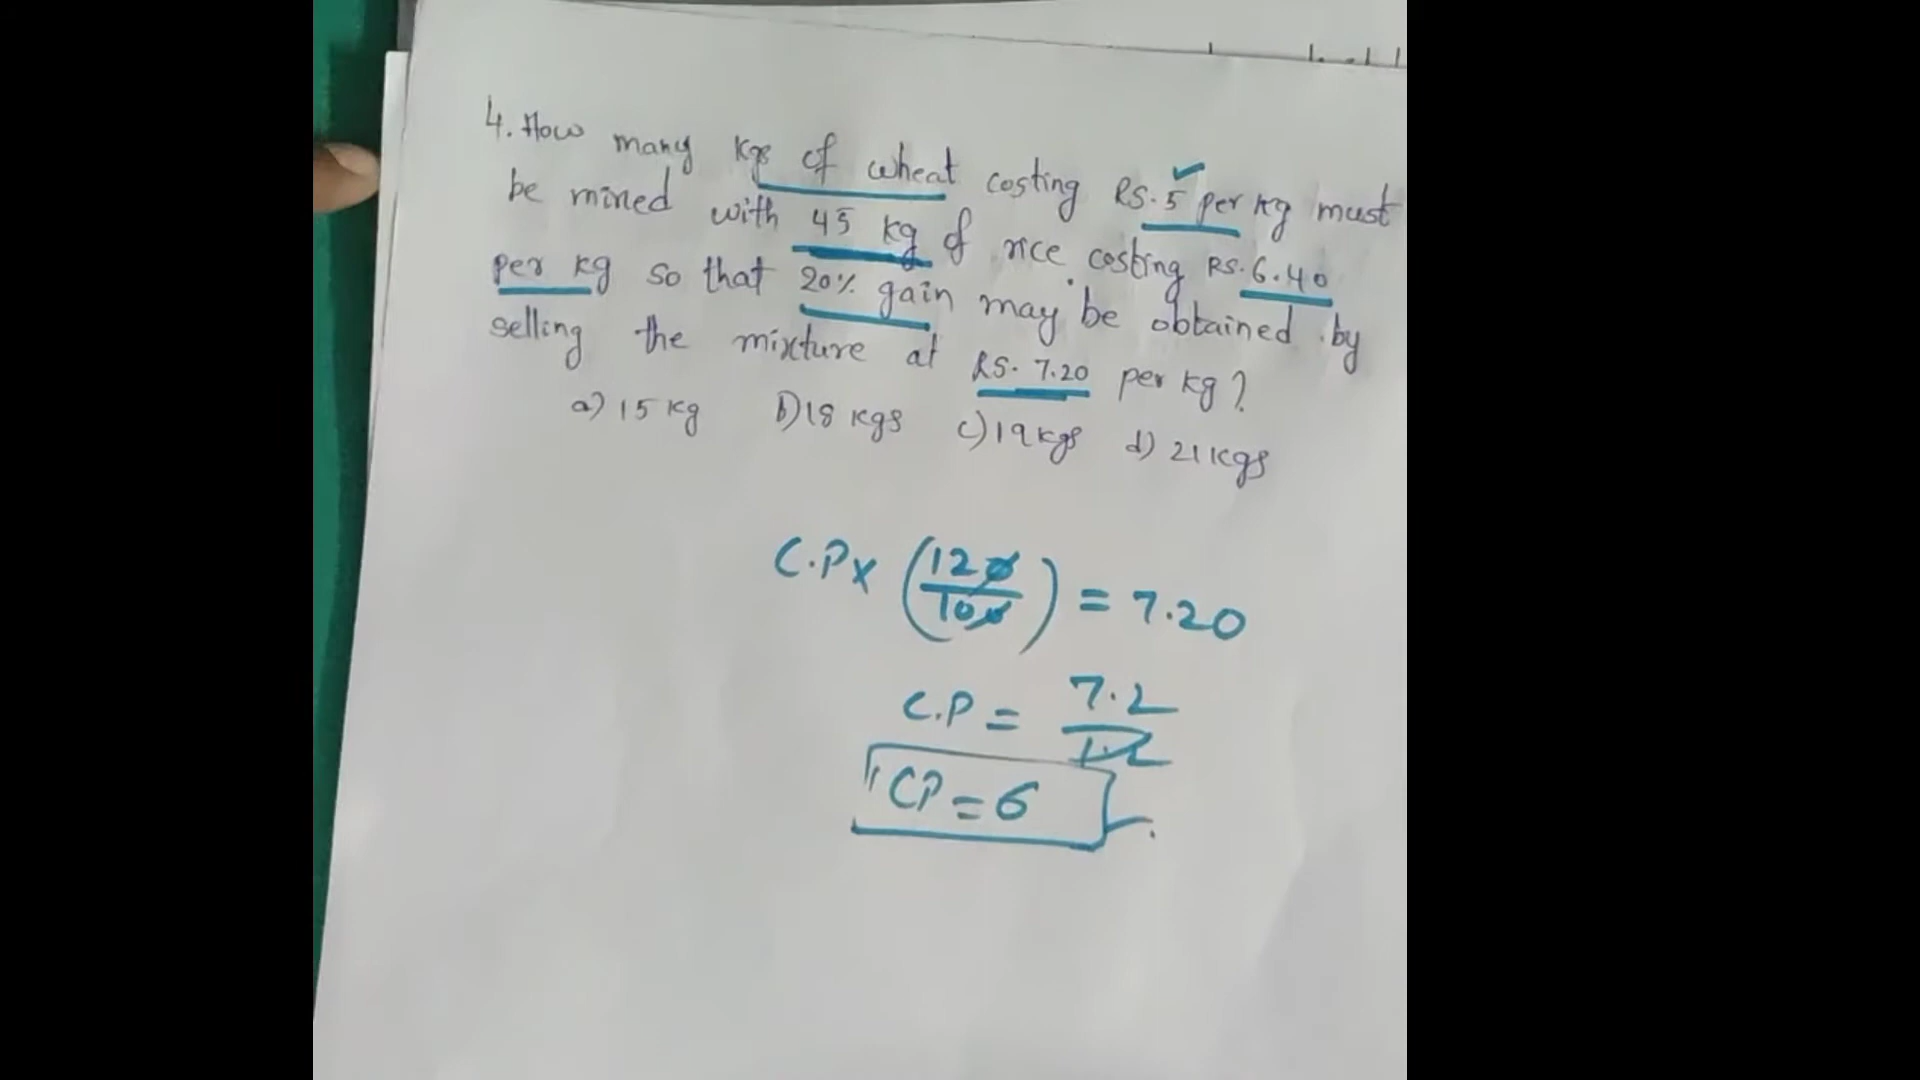 4. How many kgs of wheat costing RS. 5 per kg must
be mixed with 45 kg of rice costing RS. 6.40
per kg so that 20% gain may be obtained by
selling the mixture at RS. 7.20 per kg?
a) 15 kg b) 18 kgs c) 19 kgs d) 21 kgs
C.P x (120/100) = 7.20
C.P = 7.2/1.2
CP = 6